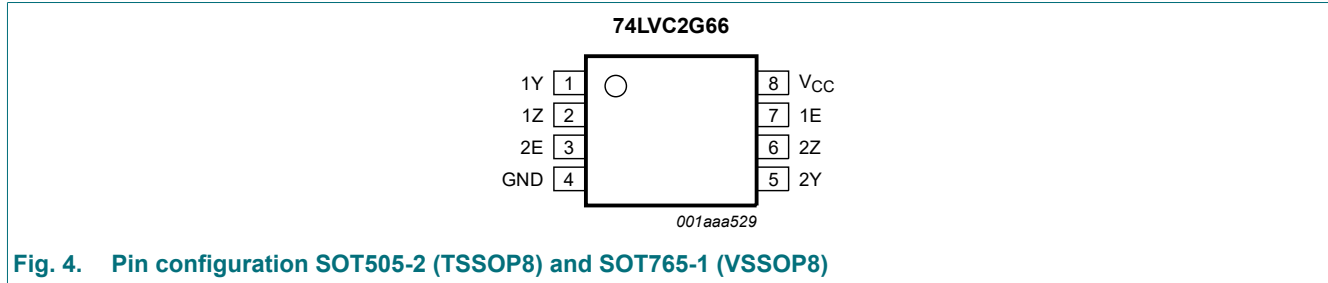 74LVC2G66
1Y 1 8 VCC
1Z 2 7 1E
2E 3 6 2Z
GND 4 5 2Y
001aaa529
Fig. 4. Pin configuration SOT505-2 (TSSOP8) and SOT765-1 (VSSOP8)